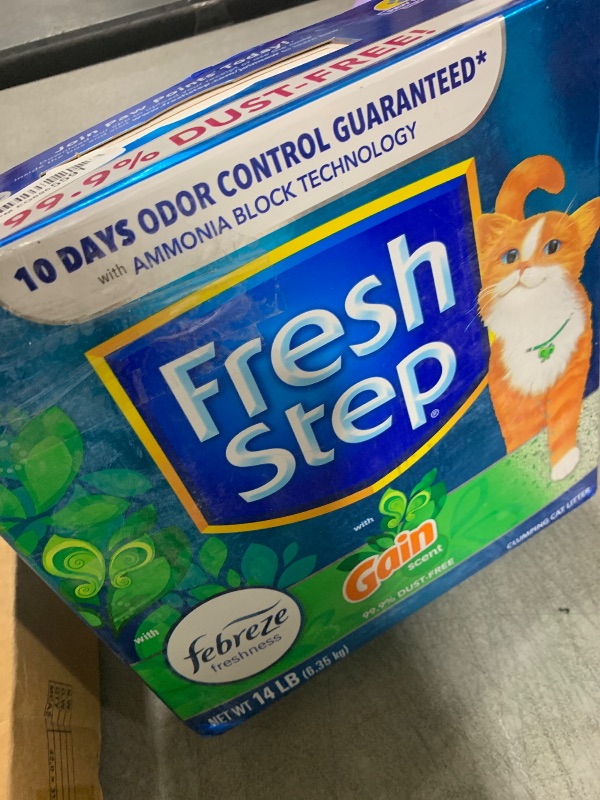 Join Paw Points Today!
99.9% DUST-FREE!
10 DAYS ODOR CONTROL GUARANTEED*
with AMMONIA BLOCK TECHNOLOGY
Fresh
Step®
with
Gain
scent
99.9% DUST-FREE
CLUMPING CAT LITTER
with
febreze
freshness
NET WT 14 LB (6.35 kg)